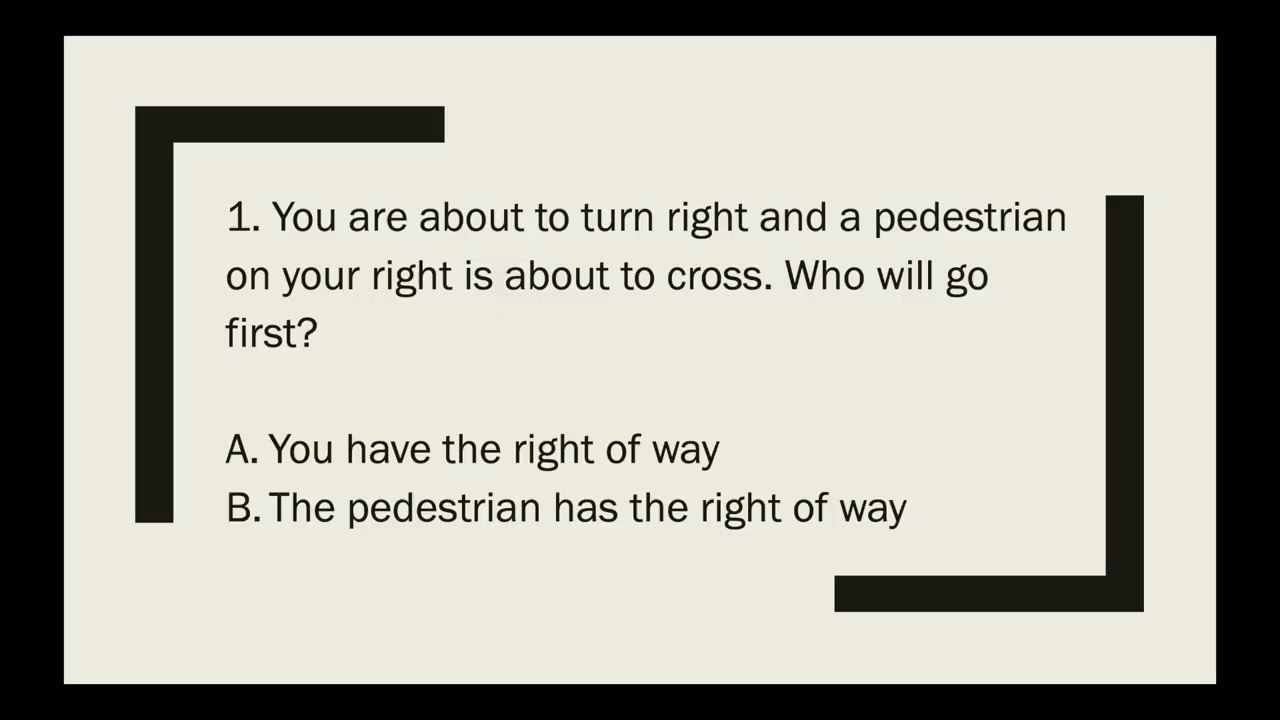 1. You are about to turn right and a pedestrian
on your right is about to cross. Who will go
first?
A. You have the right of way
B. The pedestrian has the right of way